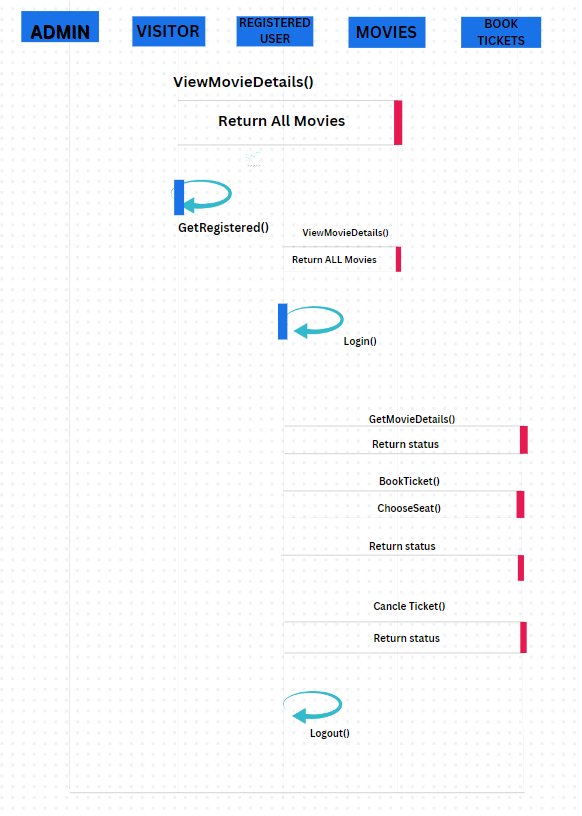 ADMIN
VISITOR
REGISTERED
USER
MOVIES
BOOK
TICKETS
ViewMovieDetails()
Return All Movies
GetRegistered()
ViewMovieDetails()
Return ALL Movies
Login()
GetMovieDetails()
Return status
BookTicket()
ChooseSeat()
Return status
Cancle Ticket()
Return status
Logout()